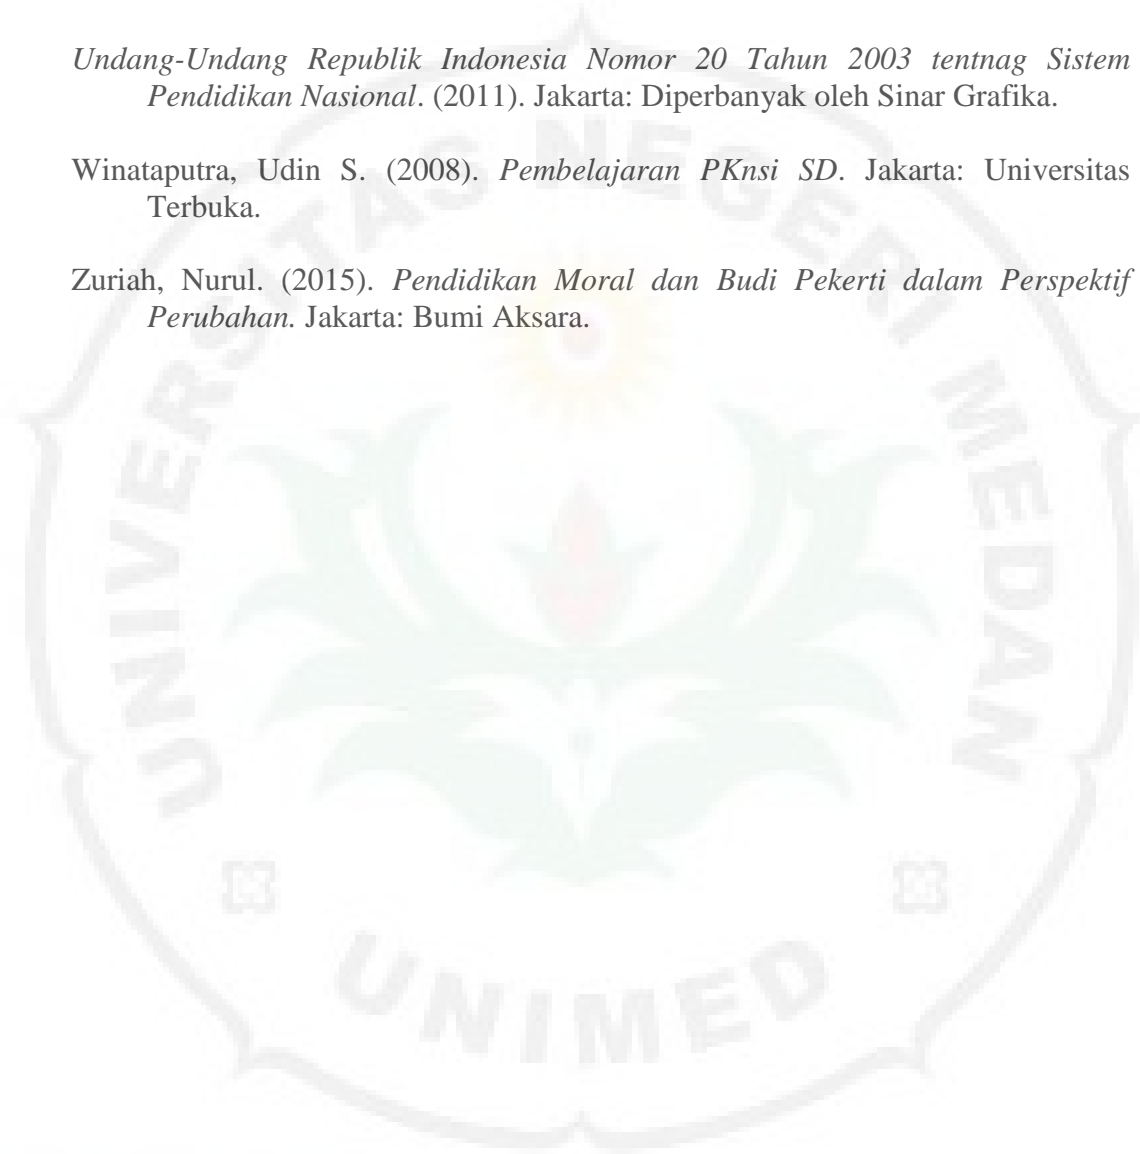 Undang-Undang Republik Indonesia Nomor 20 Tahun 2003 tentnag Sistem
Pendidikan Nasional. (2011). Jakarta: Diperbanyak oleh Sinar Grafika.
Winataputra, Udin S. (2008). Pembelajaran PKnsi SD. Jakarta: Universitas
Terbuka.
Zuriah, Nurul. (2015). Pendidikan Moral dan Budi Pekerti dalam Perspektif
Perubahan. Jakarta: Bumi Aksara.
UNIVERSITAS NEGERI MEDAN
UNIMED